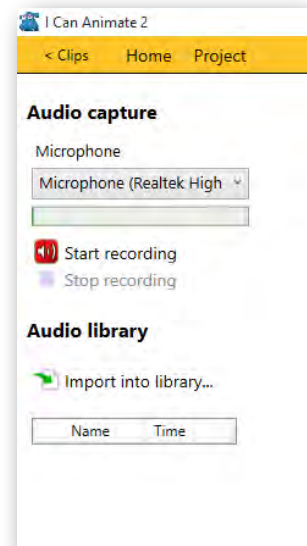 I Can Animate 2
< Clips Home Project
Audio capture
Microphone
Microphone (Realtek High
Start recording
Stop recording
Audio library
Import into library...
Name Time